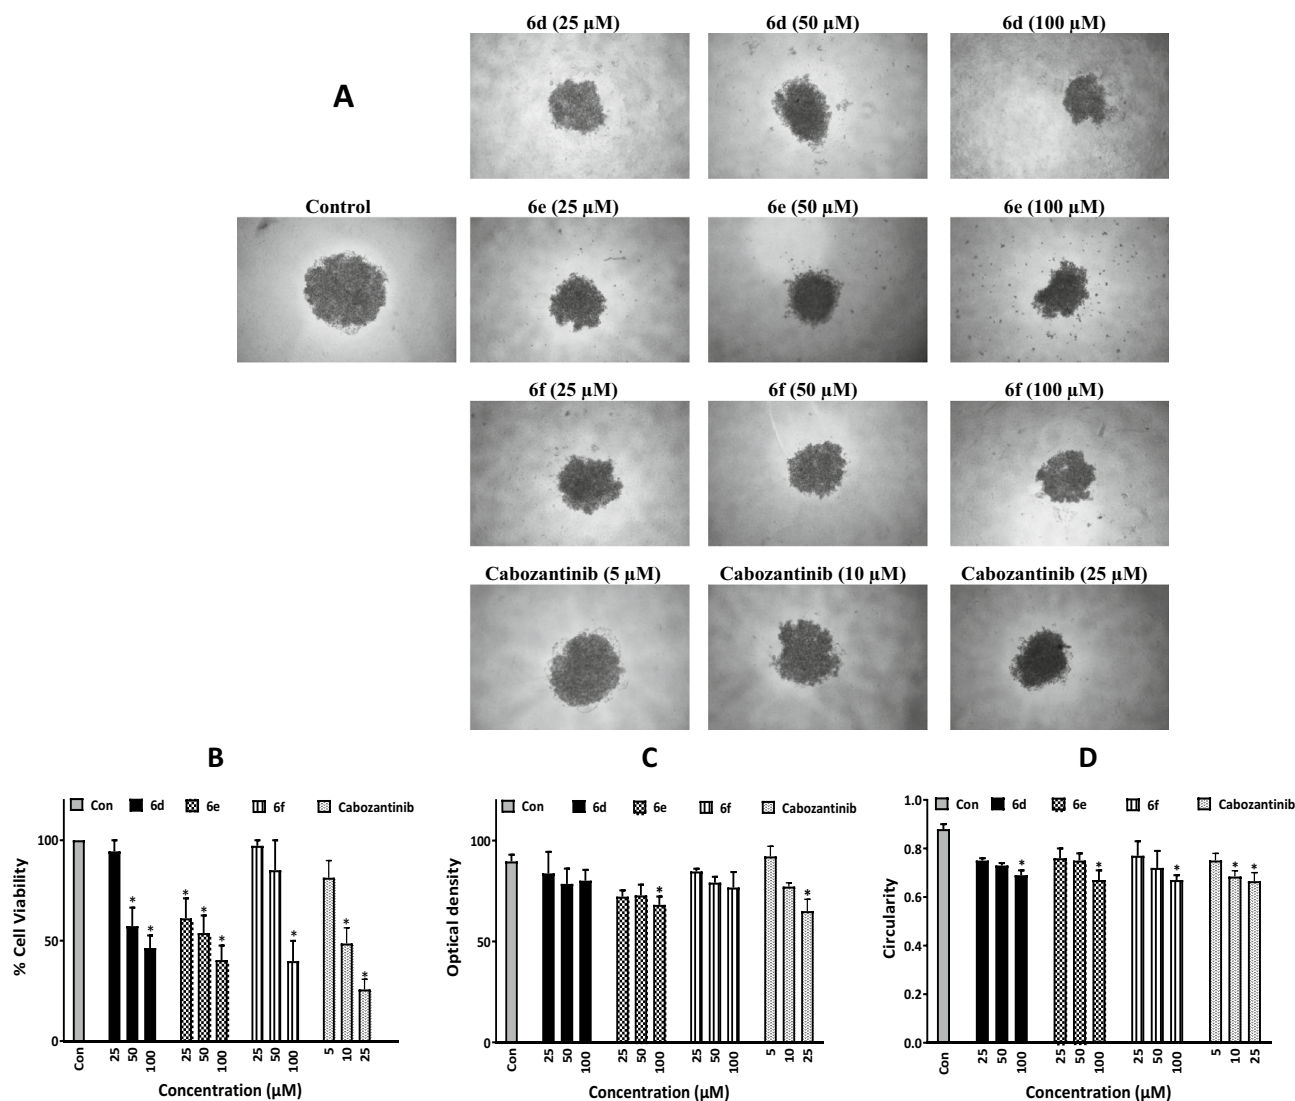 6d (25 µM) 6d (50 µM) 6d (100 µM)
A
Control 6e (25 µM) 6e (50 µM) 6e (100 µM)
6f (25 µM) 6f (50 µM) 6f (100 µM)
Cabozantinib (5 µM) Cabozantinib (10 µM) Cabozantinib (25 µM)
B
Con 6d 6e 6f Cabozantinib
% Cell Viability
100
50
0
* * * * * * * *
Con 25 50 100 25 50 100 25 50 100 5 10 25
Concentration (µM)
C
Con 6d 6e 6f Cabozantinib
Optical density
100
50
0
* *
Con 25 50 100 25 50 100 25 50 100 5 10 25
Concentration (µM)
D
Con 6d 6e 6f Cabozantinib
Circularity
1.0
0.8
0.6
0.4
0.2
0.0
* * * * *
Con 25 50 100 25 50 100 25 50 100 5 10 25
Concentration (µM)